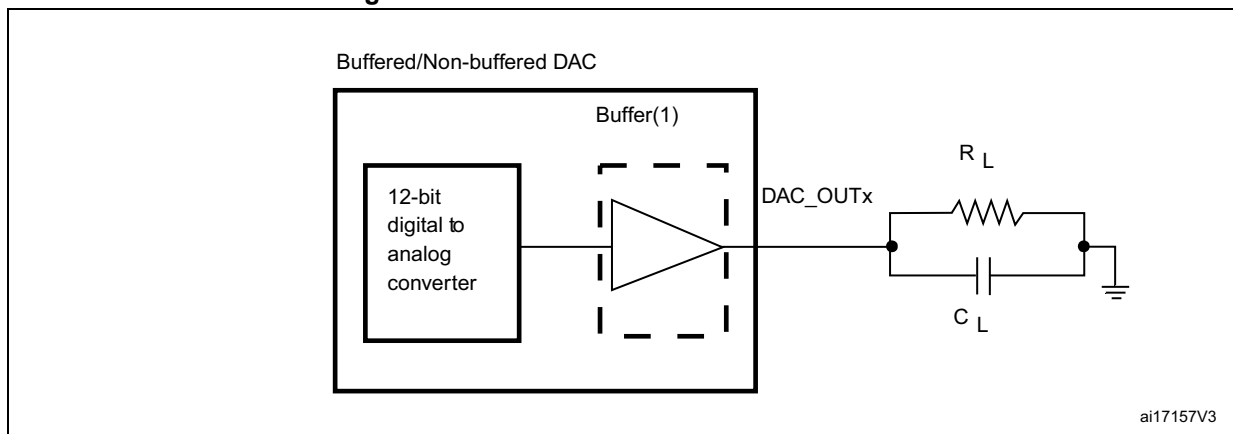 Buffered/Non-buffered DAC
Buffer(1)
12-bit
digital to
analog
converter
DAC_OUTx
R L
C L
ai17157V3